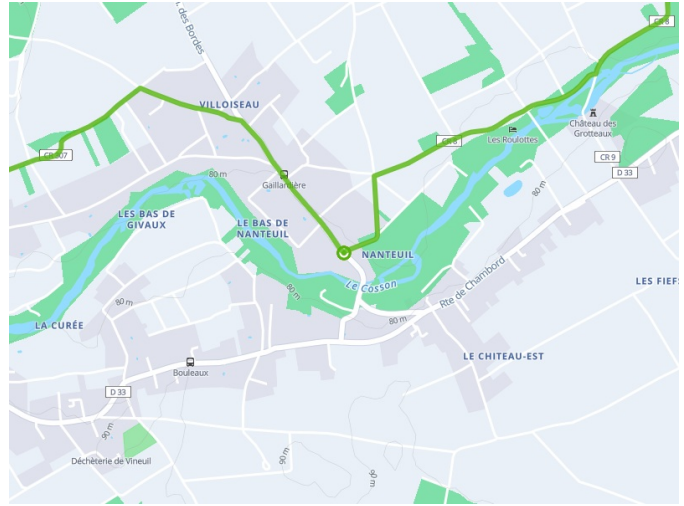 des Bordes
CR 8
VILLOISEAU
Château des
Grotteaux
Les Roulottes
CR 8
CR 9
D 33
80 m
Gaillardière
80 m
LES BAS DE
GIVAUX
LE BAS DE
NANTEUIL
NANTEUIL
Le Cosson
Rte de Chambord
LES FIEFS
80 m
80 m
80 m
LA CURÉE
LE CHITEAU-EST
Bouleaux
D 33
90 m
Déchèterie de Vineuil
90 m
90 m